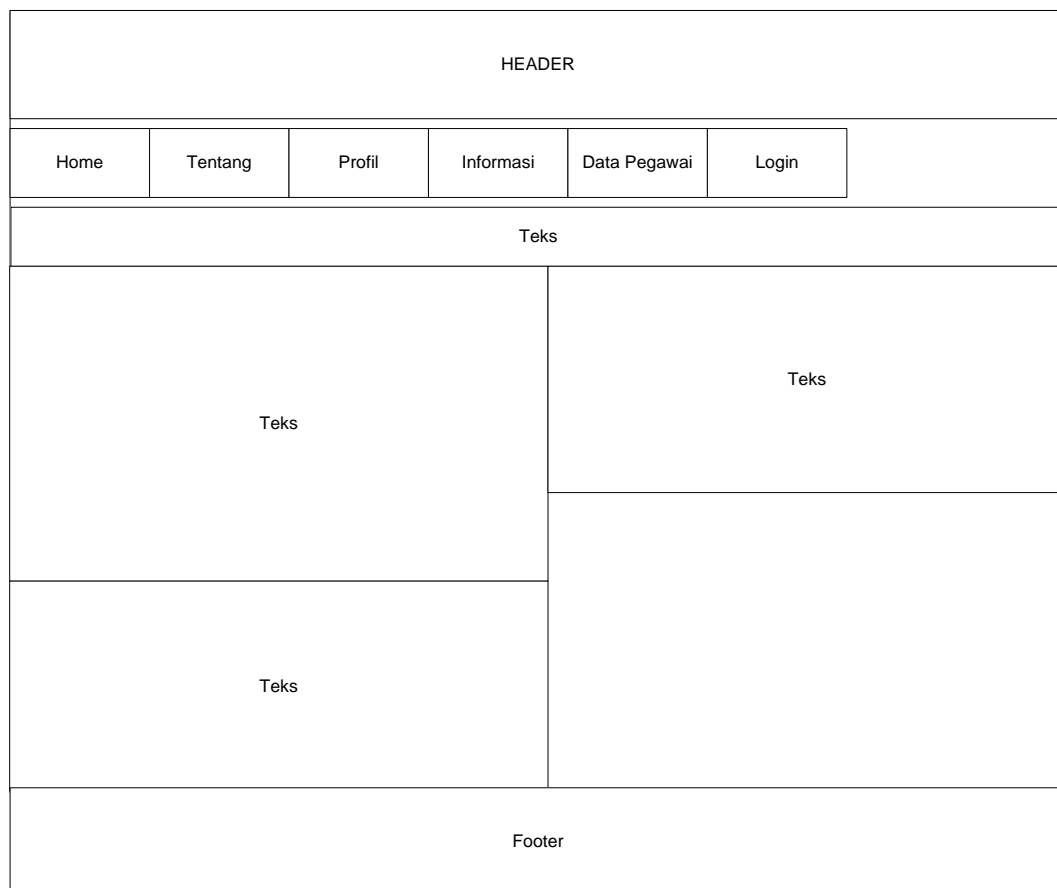 HEADER
Home
Tentang
Profil
Informasi
Data Pegawai
Login
Teks
Teks
Teks
Teks
Footer